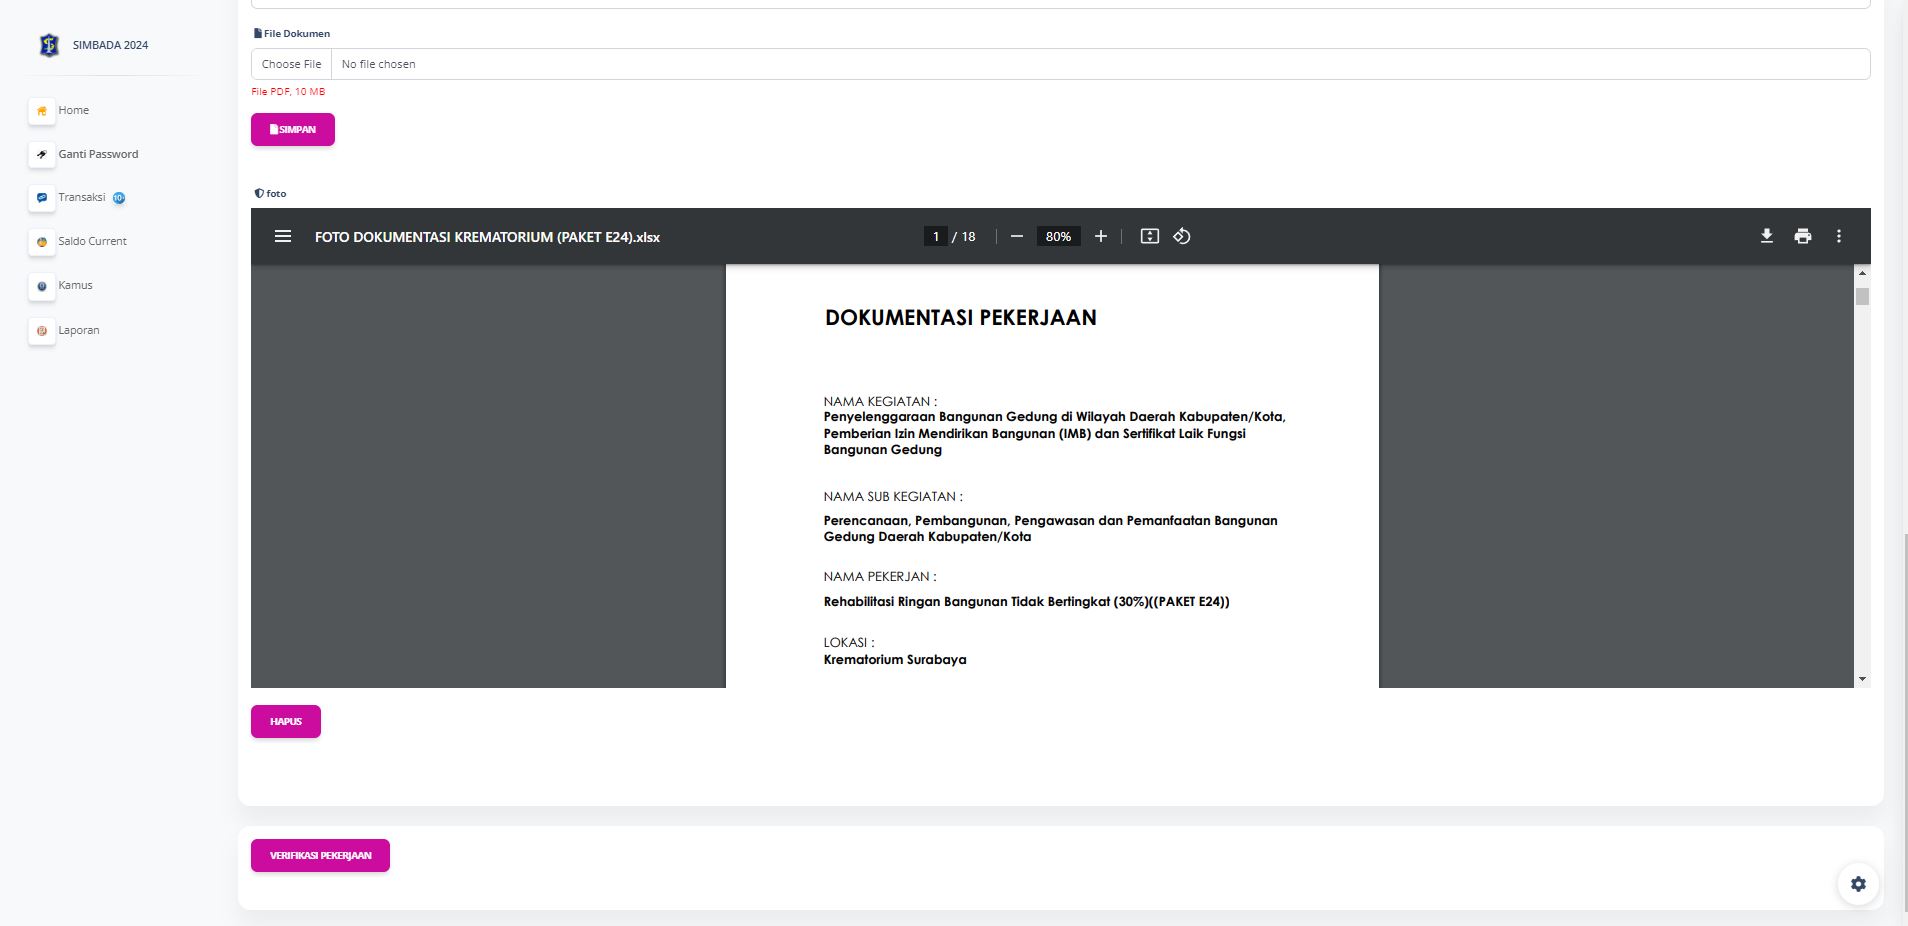 SIMBADA 2024
Home
Ganti Password
Transaksi 10+
Saldo Current
Kamus
Laporan
File Dokumen
Choose File No file chosen
File PDF, 10 MB
SIMPAN
foto
FOTO DOKUMENTASI KREMATORIUM (PAKET E24).xlsx 1 / 18 80%
DOKUMENTASI PEKERJAAN
NAMA KEGIATAN :
Penyelenggaraan Bangunan Gedung di Wilayah Daerah Kabupaten/Kota,
Pemberian Izin Mendirikan Bangunan (IMB) dan Sertifikat Laik Fungsi
Bangunan Gedung
NAMA SUB KEGIATAN :
Perencanaan, Pembangunan, Pengawasan dan Pemanfaatan Bangunan
Gedung Daerah Kabupaten/Kota
NAMA PEKERJAN :
Rehabilitasi Ringan Bangunan Tidak Bertingkat (30%)((PAKET E24))
LOKASI :
Krematorium Surabaya
HAPUS
VERIFIKASI PEKERJAAN